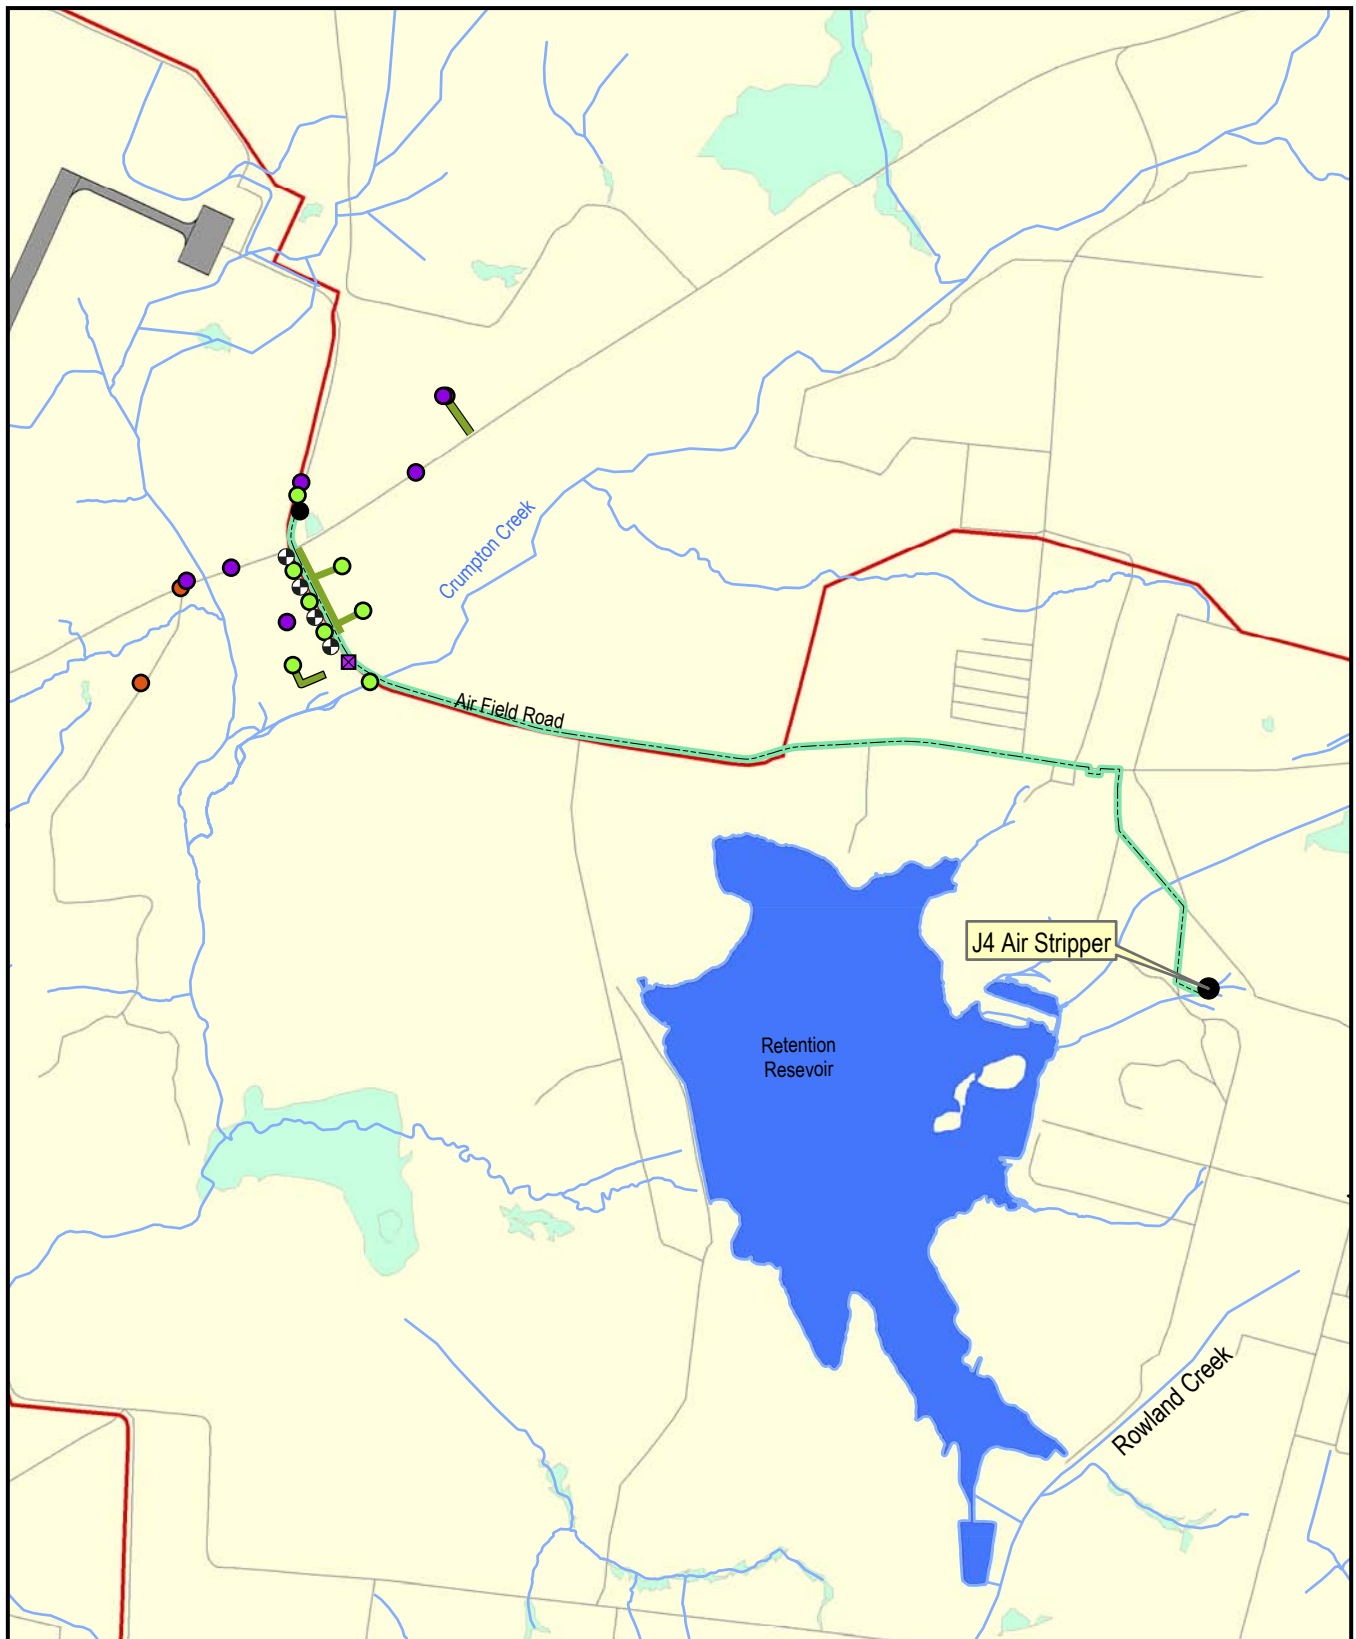 Crumpton Creek
Air Field Road
J4 Air Stripper
Retention
Resevoir
Rowland Creek